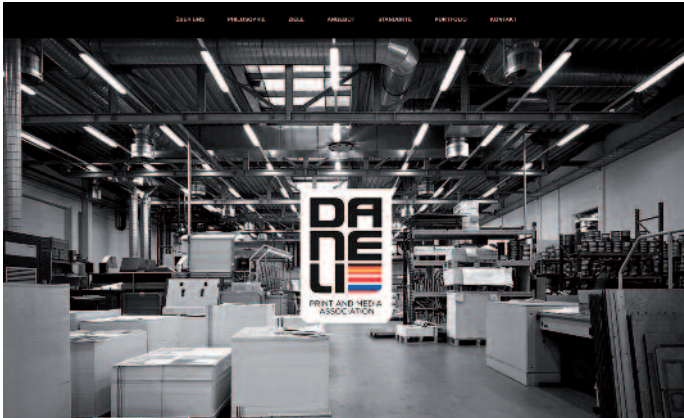 ÜBER UNS PHILOSOPHIE ZIELE ANGEBOT STANDORTE PORTFOLIO KONTAKT
DA
NE
LI
PRINT AND MEDIA
ASSOCIATION